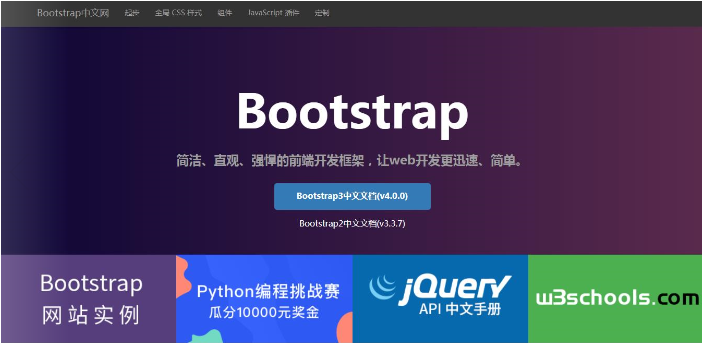 Bootstrap中文网 起步 全局 CSS 样式 组件 JavaScript 插件 定制
Bootstrap
简洁、直观、强悍的前端开发框架，让web开发更迅速、简单。
Bootstrap3中文文档(v4.0.0)
Bootstrap2中文文档(v3.3.7)
Bootstrap
网站实例
Python编程挑战赛
瓜分10000元奖金
jQuery
API 中文手册
w3schools.com